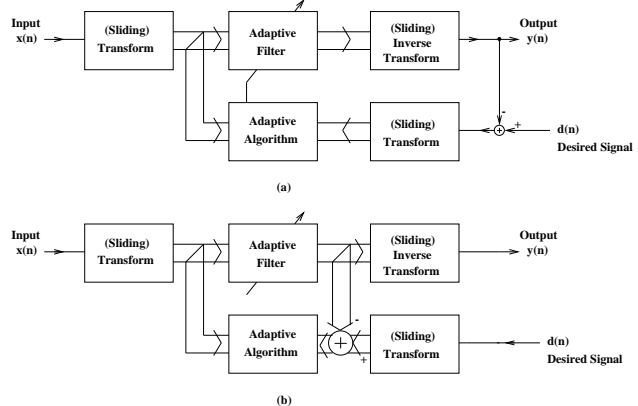 Input
x(n)
(Sliding)
Transform
Adaptive
Filter
(Sliding)
Inverse
Transform
Output
y(n)
Adaptive
Algorithm
(Sliding)
Transform
-
+
+
d(n)
Desired Signal
(a)
Input
x(n)
(Sliding)
Transform
Adaptive
Filter
(Sliding)
Inverse
Transform
Output
y(n)
-
Adaptive
Algorithm
+
+
(Sliding)
Transform
d(n)
Desired Signal
(b)